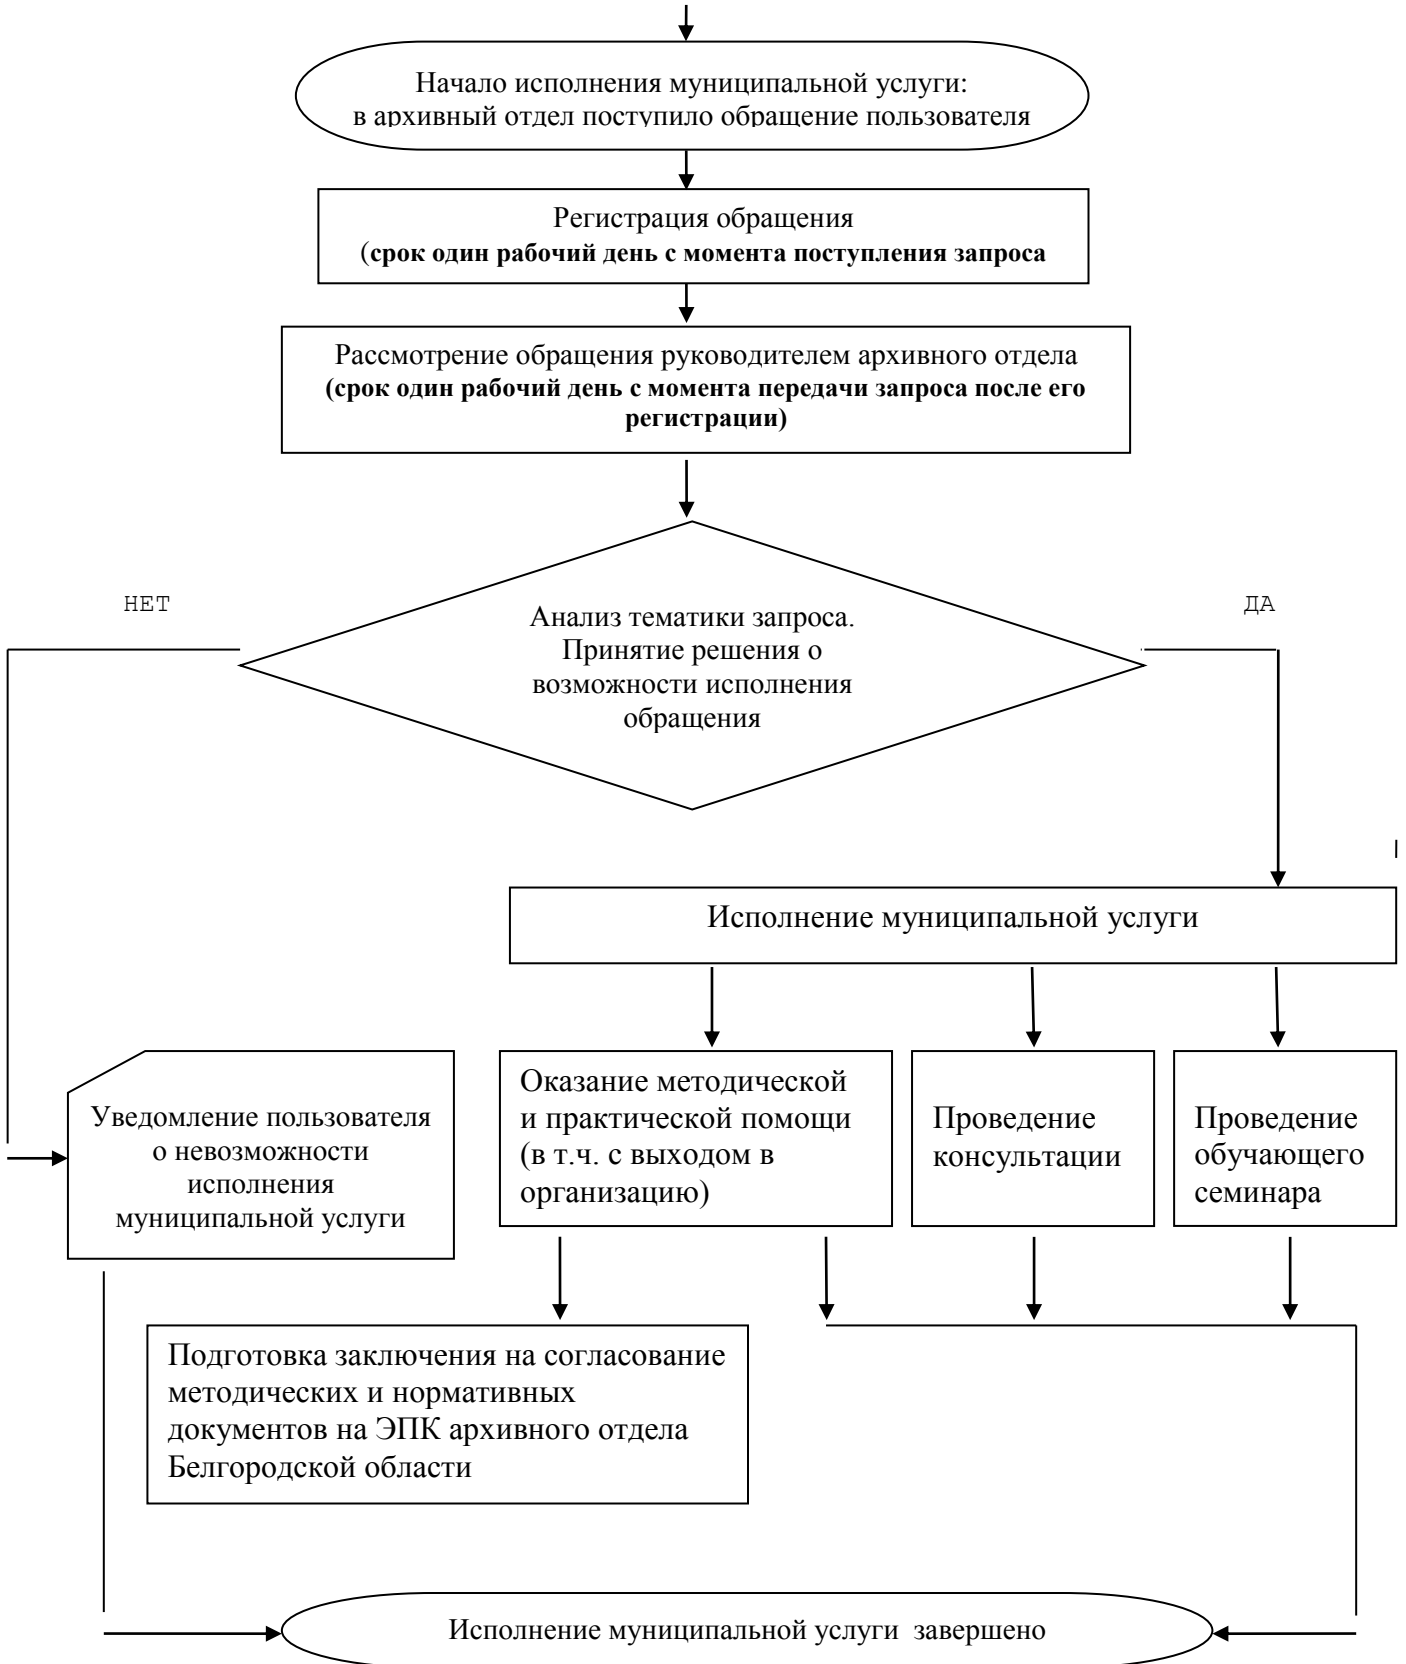 Начало исполнения муниципальной услуги:
в архивный отдел поступило обращение пользователя
Регистрация обращения
(срок один рабочий день с момента поступления запроса
Рассмотрение обращения руководителем архивного отдела
(срок один рабочий день с момента передачи запроса после его
регистрации)
НЕТ
ДА
Анализ тематики запроса.
Принятие решения о
возможности исполнения
обращения
Исполнение муниципальной услуги
Уведомление пользователя
о невозможности
исполнения
муниципальной услуги
Оказание методической
и практической помощи
(в т.ч. с выходом в
организацию)
Проведение
консультации
Проведение
обучающего
семинара
Подготовка заключения на согласование
методических и нормативных
документов на ЭПК архивного отдела
Белгородской области
Исполнение муниципальной услуги завершено